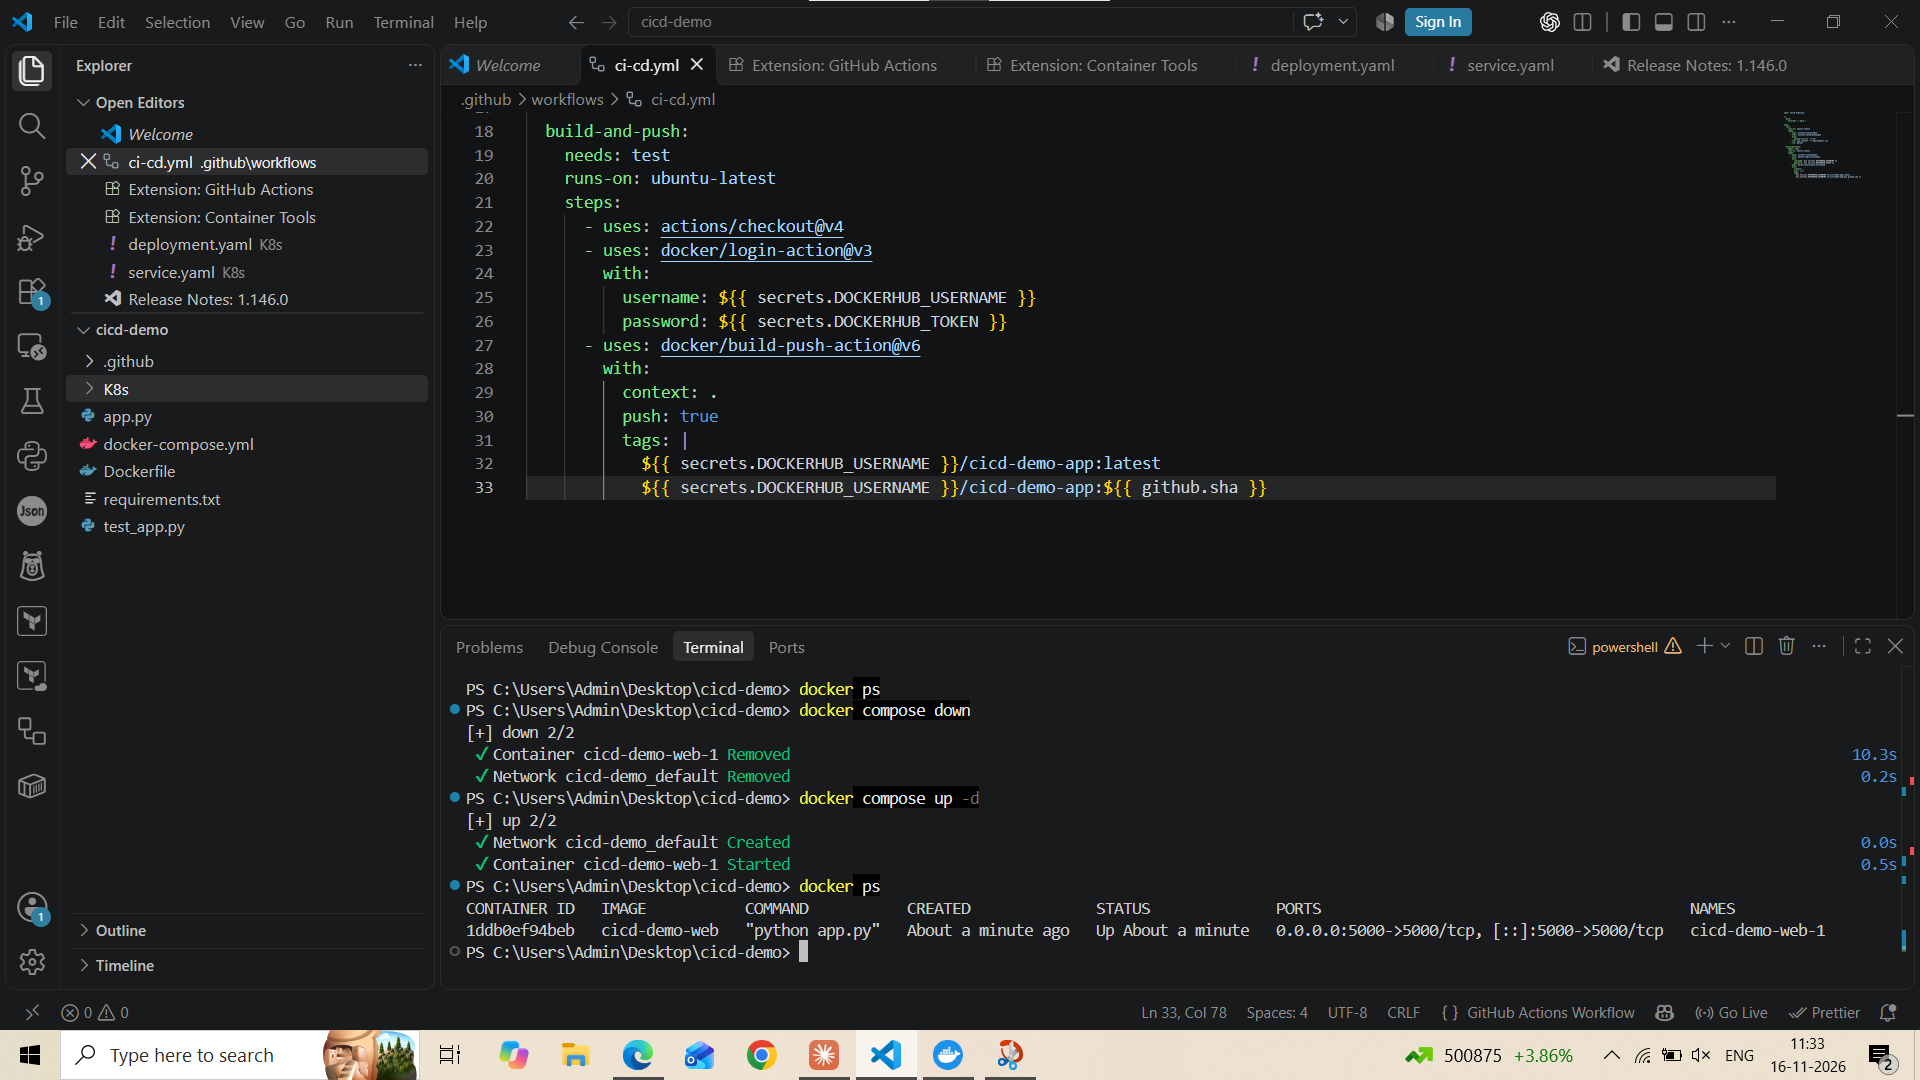 File Edit Selection View Go Run Terminal Help
cicd-demo
Sign In
Explorer
Open Editors
Welcome
ci-cd.yml .github\workflows
Extension: GitHub Actions
Extension: Container Tools
! deployment.yaml K8s
! service.yaml K8s
Release Notes: 1.146.0
cicd-demo
.github
K8s
app.py
docker-compose.yml
Dockerfile
requirements.txt
test_app.py
Outline
Timeline
1
Json
1
Welcome
ci-cd.yml
Extension: GitHub Actions
Extension: Container Tools
! deployment.yaml
! service.yaml
Release Notes: 1.146.0
.github > workflows > ci-cd.yml
18 build-and-push:
19 needs: test
20 runs-on: ubuntu-latest
21 steps:
22 - uses: actions/checkout@v4
23 - uses: docker/login-action@v3
24 with:
25 username: ${{ secrets.DOCKERHUB_USERNAME }}
26 password: ${{ secrets.DOCKERHUB_TOKEN }}
27 - uses: docker/build-push-action@v6
28 with:
29 context: .
30 push: true
31 tags: |
32 ${{ secrets.DOCKERHUB_USERNAME }}/cicd-demo-app:latest
33 ${{ secrets.DOCKERHUB_USERNAME }}/cicd-demo-app:${{ github.sha }}
Problems Debug Console Terminal Ports
powershell
PS C:\Users\Admin\Desktop\cicd-demo> docker ps
PS C:\Users\Admin\Desktop\cicd-demo> docker compose down
[+] down 2/2
✓ Container cicd-demo-web-1 Removed 10.3s
✓ Network cicd-demo_default Removed 0.2s
PS C:\Users\Admin\Desktop\cicd-demo> docker compose up -d
[+] up 2/2
✓ Network cicd-demo_default Created 0.0s
✓ Container cicd-demo-web-1 Started 0.5s
PS C:\Users\Admin\Desktop\cicd-demo> docker ps
CONTAINER ID IMAGE COMMAND CREATED STATUS PORTS NAMES
1ddb0ef94beb cicd-demo-web "python app.py" About a minute ago Up About a minute 0.0.0.0:5000->5000/tcp, [::]:5000->5000/tcp cicd-demo-web-1
PS C:\Users\Admin\Desktop\cicd-demo>
0 0
Ln 33, Col 78 Spaces: 4 UTF-8 CRLF { } GitHub Actions Workflow Go Live Prettier
Type here to search
500875 +3.86%
ENG
11:33
16-11-2026
2